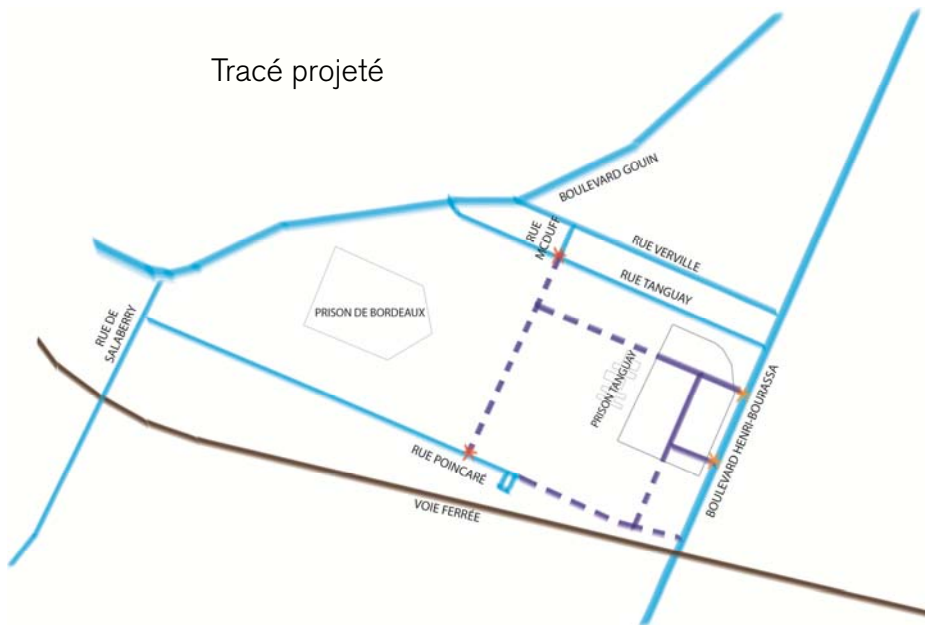 Tracé projeté
BOULEVARD GOUIN
RUE
MCDUFF
RUE VERVILLE
RUE TANGUAY
PRISON DE BORDEAUX
RUE DE
SALABERRY
PRISON TANGUAY
BOULEVARD HENRI-BOURASSA
RUE POINCARÉ
VOIE FERRÉE